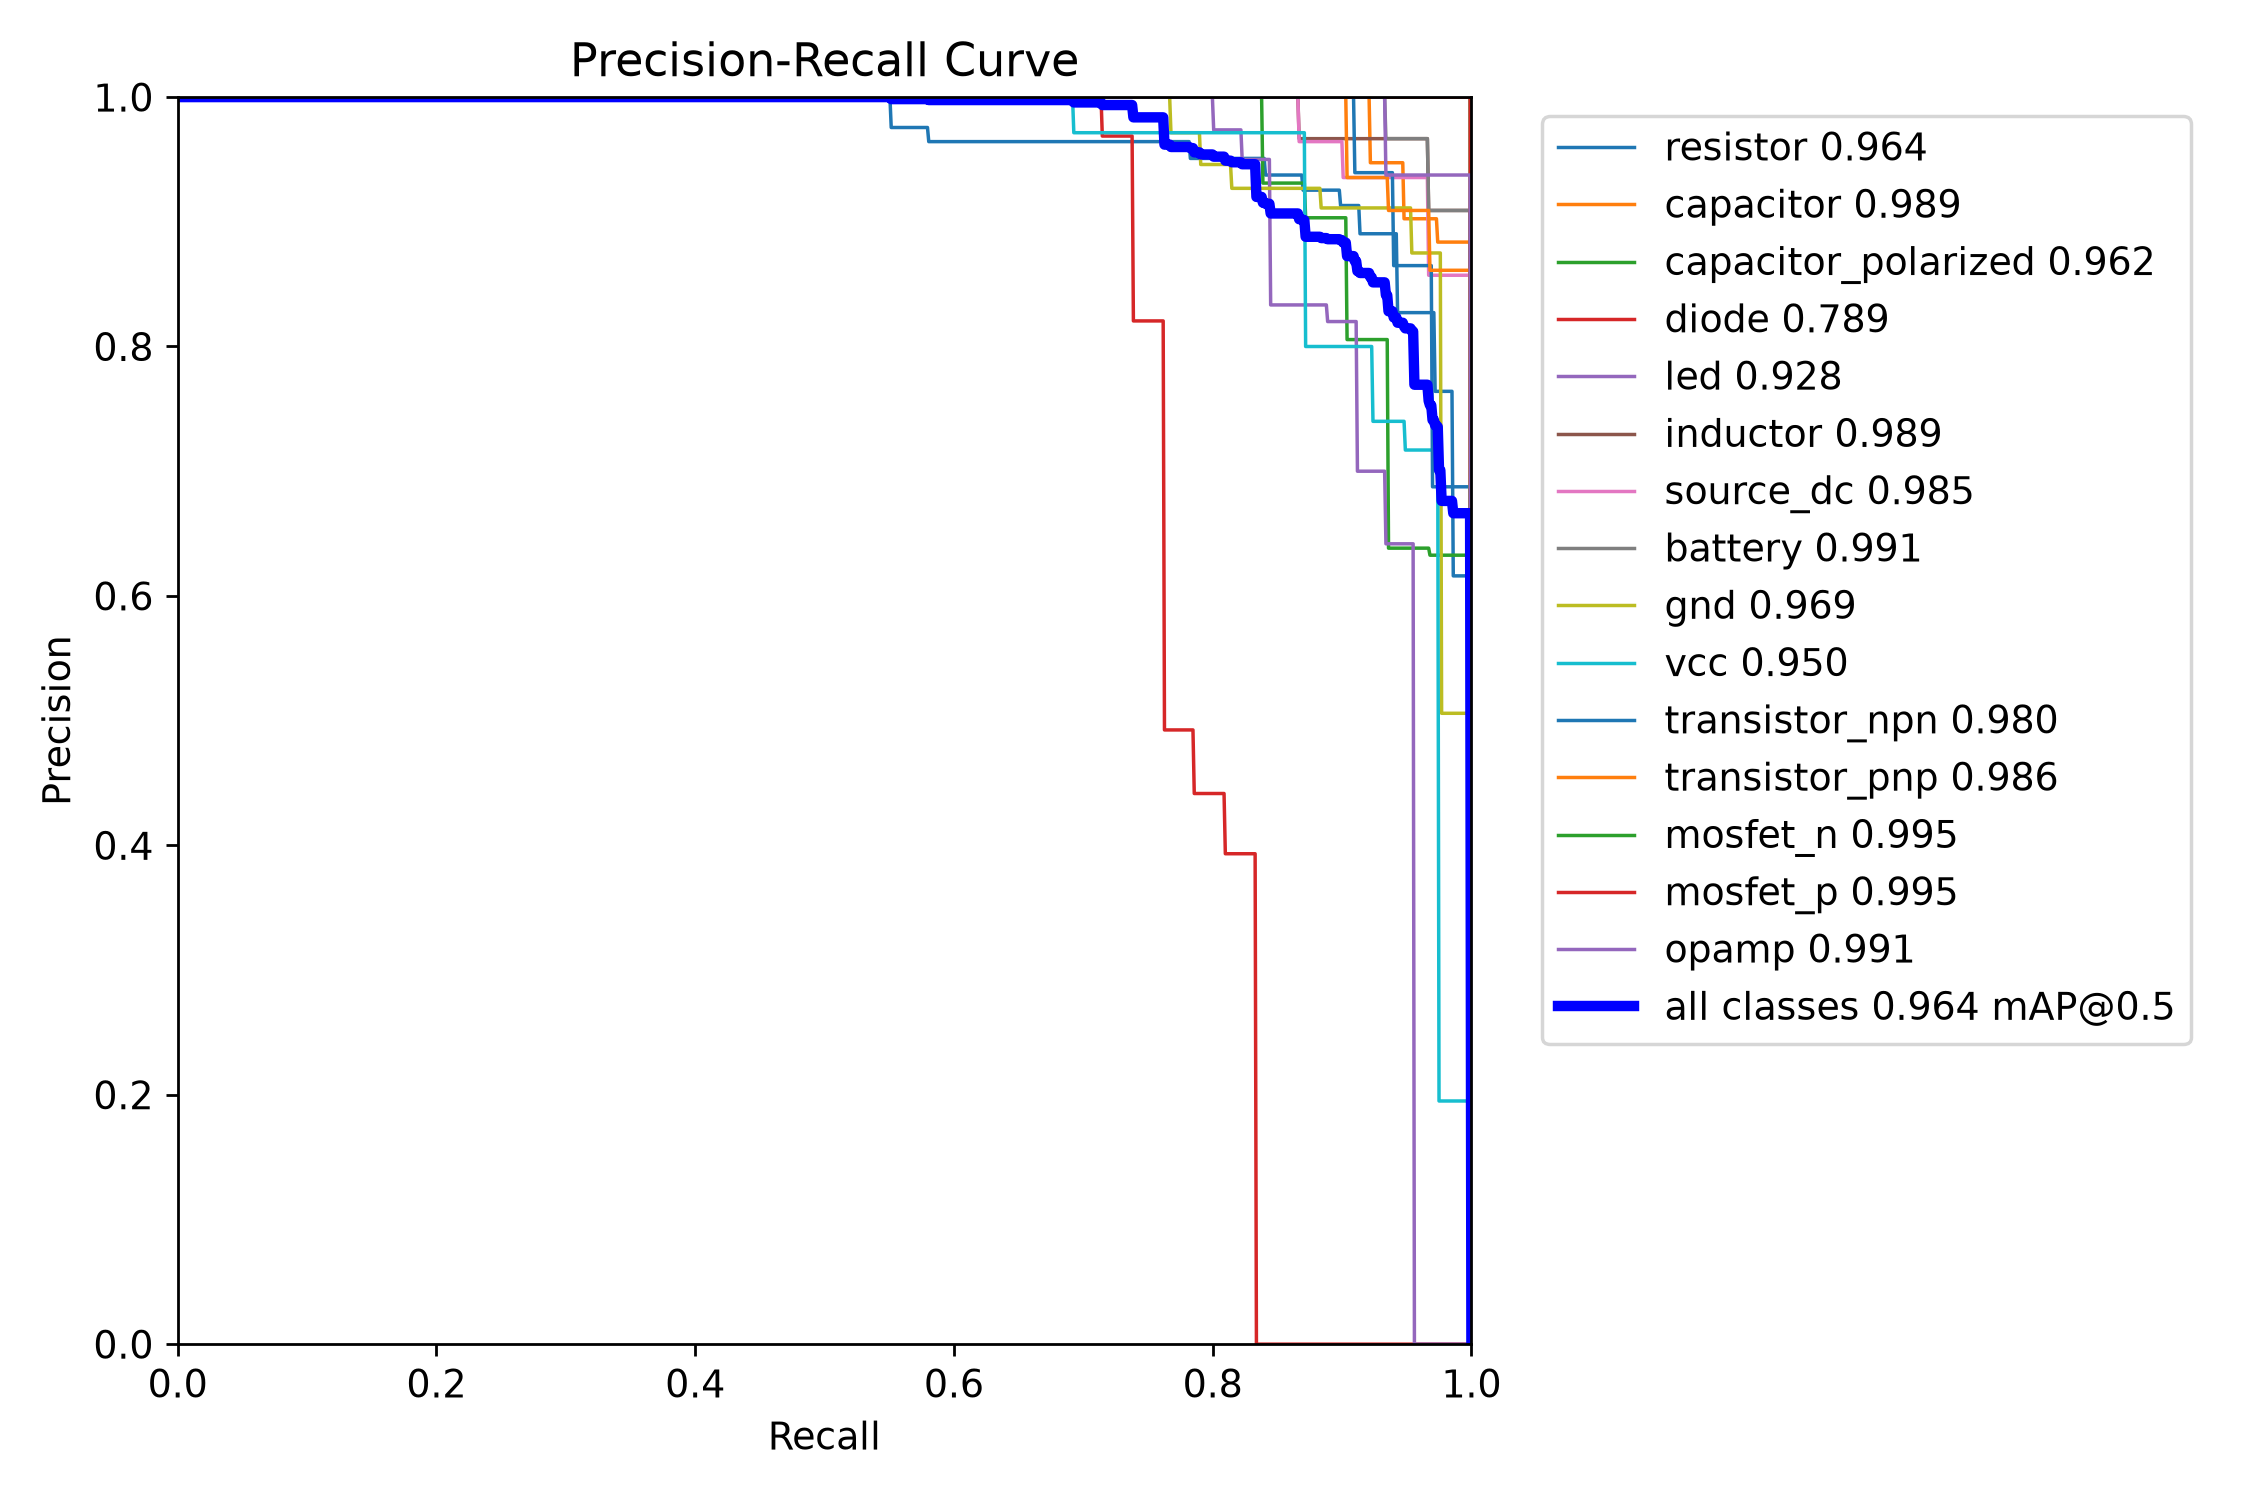 Precision-Recall Curve
1.0
0.8
0.6
0.4
0.2
0.0
Precision
0.0 0.2 0.4 0.6 0.8 1.0
Recall
resistor 0.964
capacitor 0.989
capacitor_polarized 0.962
diode 0.789
led 0.928
inductor 0.989
source_dc 0.985
battery 0.991
gnd 0.969
vcc 0.950
transistor_npn 0.980
transistor_pnp 0.986
mosfet_n 0.995
mosfet_p 0.995
opamp 0.991
all classes 0.964 mAP@0.5